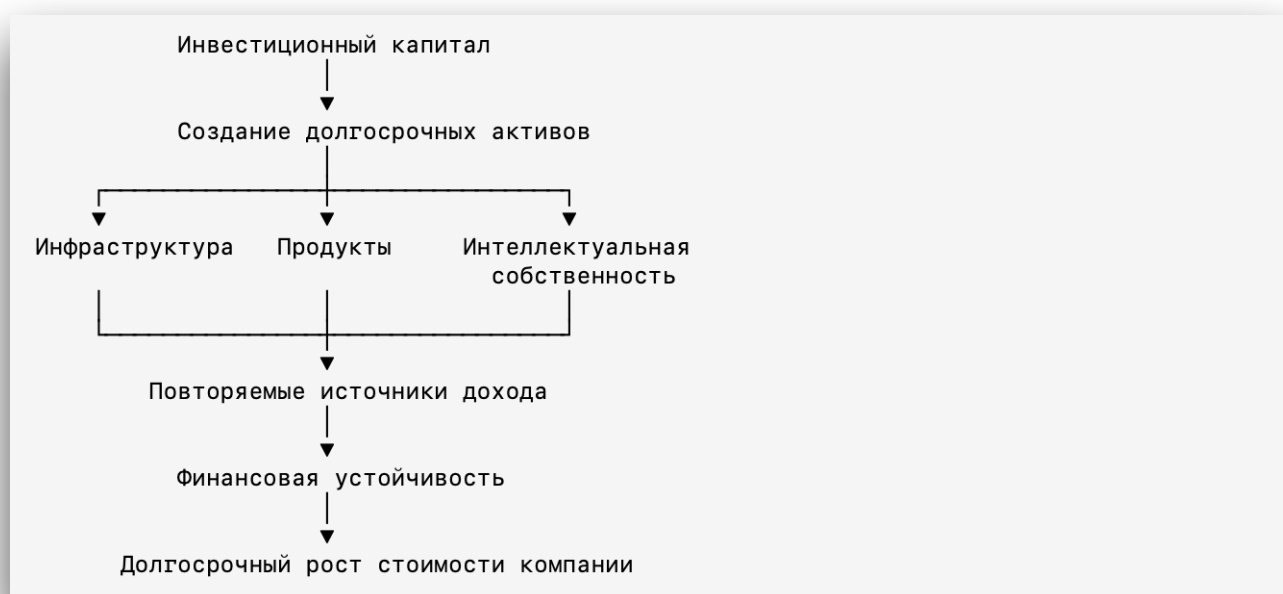 Инвестиционный капитал
Создание долгосрочных активов
Инфраструктура Продукты Интеллектуальная
собственность
Повторяемые источники дохода
Финансовая устойчивость
Долгосрочный рост стоимости компании